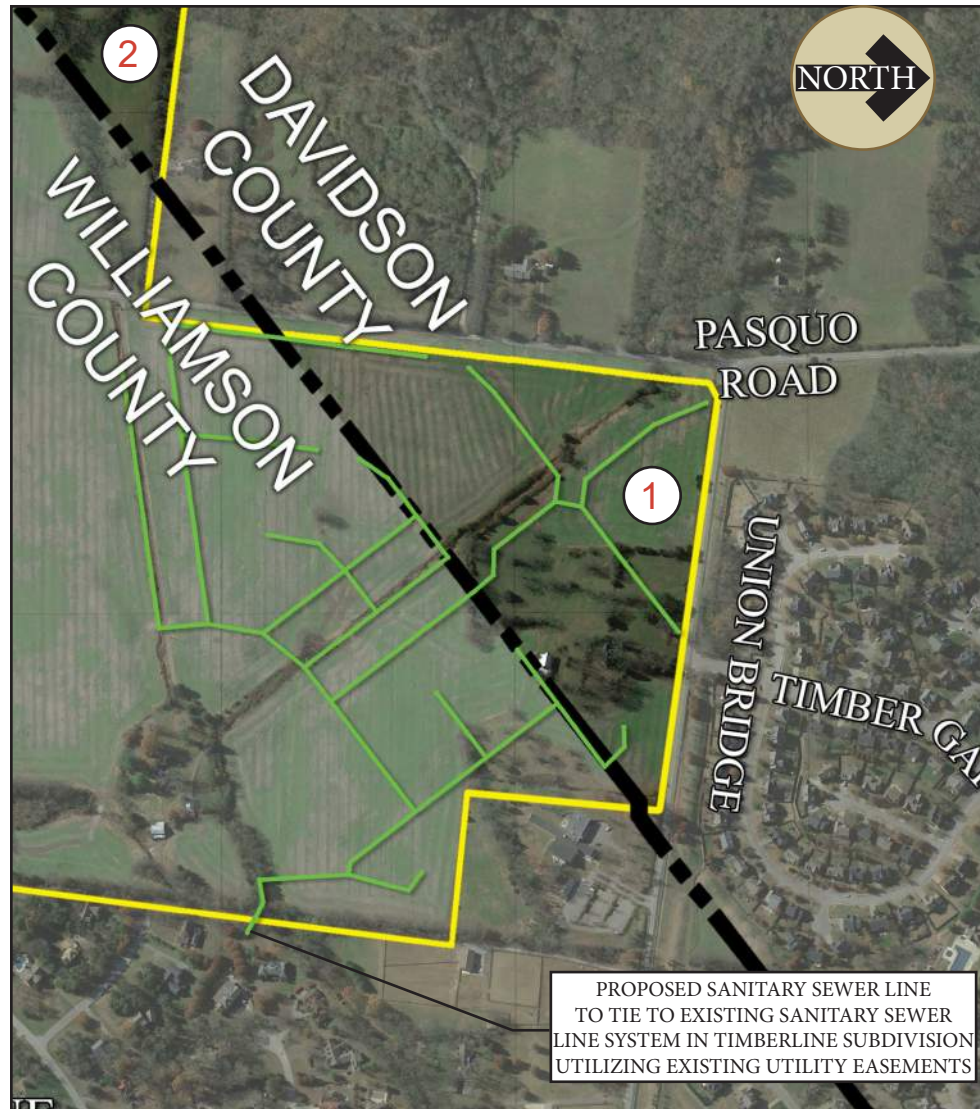 2
NORTH
DAVIDSON
COUNTY
WILLIAMSON
COUNTY
PASQUO
ROAD
1
UNION BRIDGE
TIMBER GA
PROPOSED SANITARY SEWER LINE
TO TIE TO EXISTING SANITARY SEWER
LINE SYSTEM IN TIMBERLINE SUBDIVISION
UTILIZING EXISTING UTILITY EASEMENTS